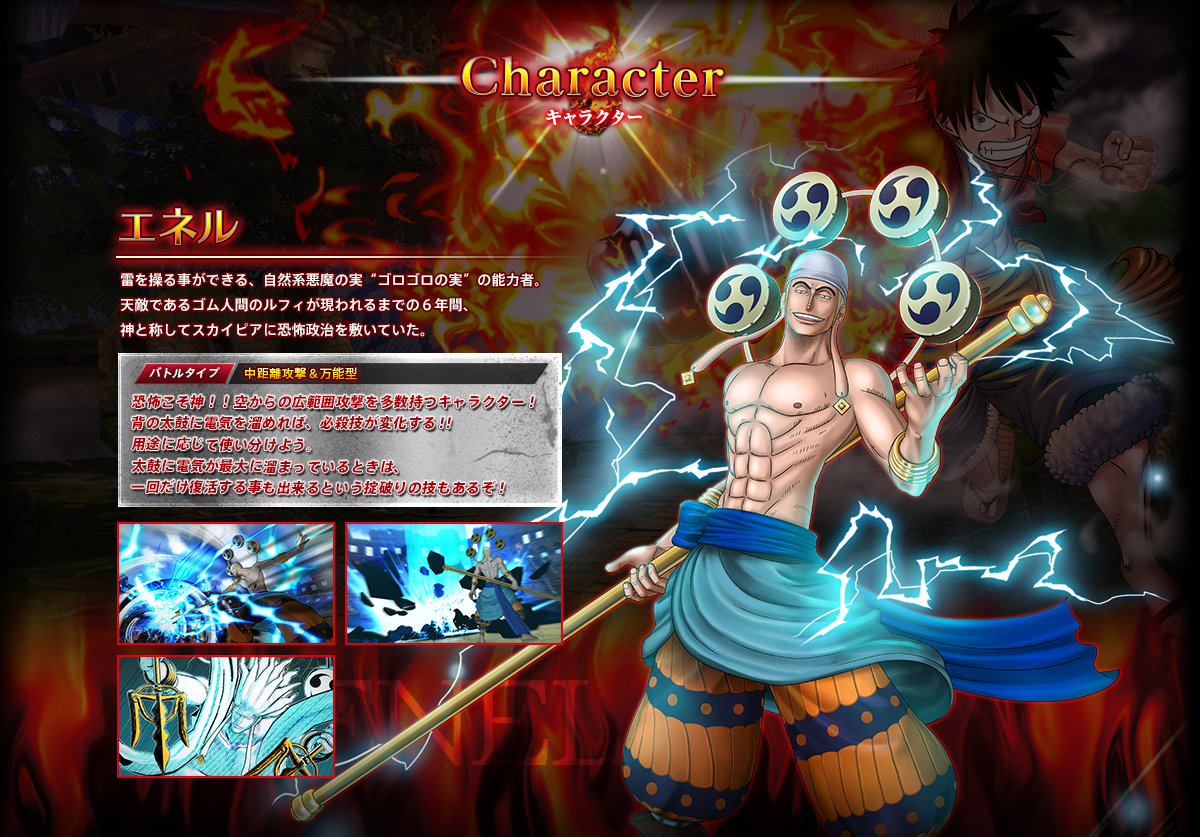 Character
キャラクター
エネル
雷を操る事ができる、自然系悪魔の実“ゴロゴロの実”の能力者。
天敵であるゴム人間のルフィが現われるまでの６年間、
神と称してスカイピアに恐怖政治を敷いていた。
バトルタイプ 中距離攻撃＆万能型
恐怖こそ神！！空からの広範囲攻撃を多数持つキャラクター！
背の太鼓に電気を溜めれば、必殺技が変化する!!
用途に応じて使い分けよう。
太鼓に電気が最大に溜まっているときは、
一回だけ復活する事も出来るという掟破りの技もあるぞ！
ENEL